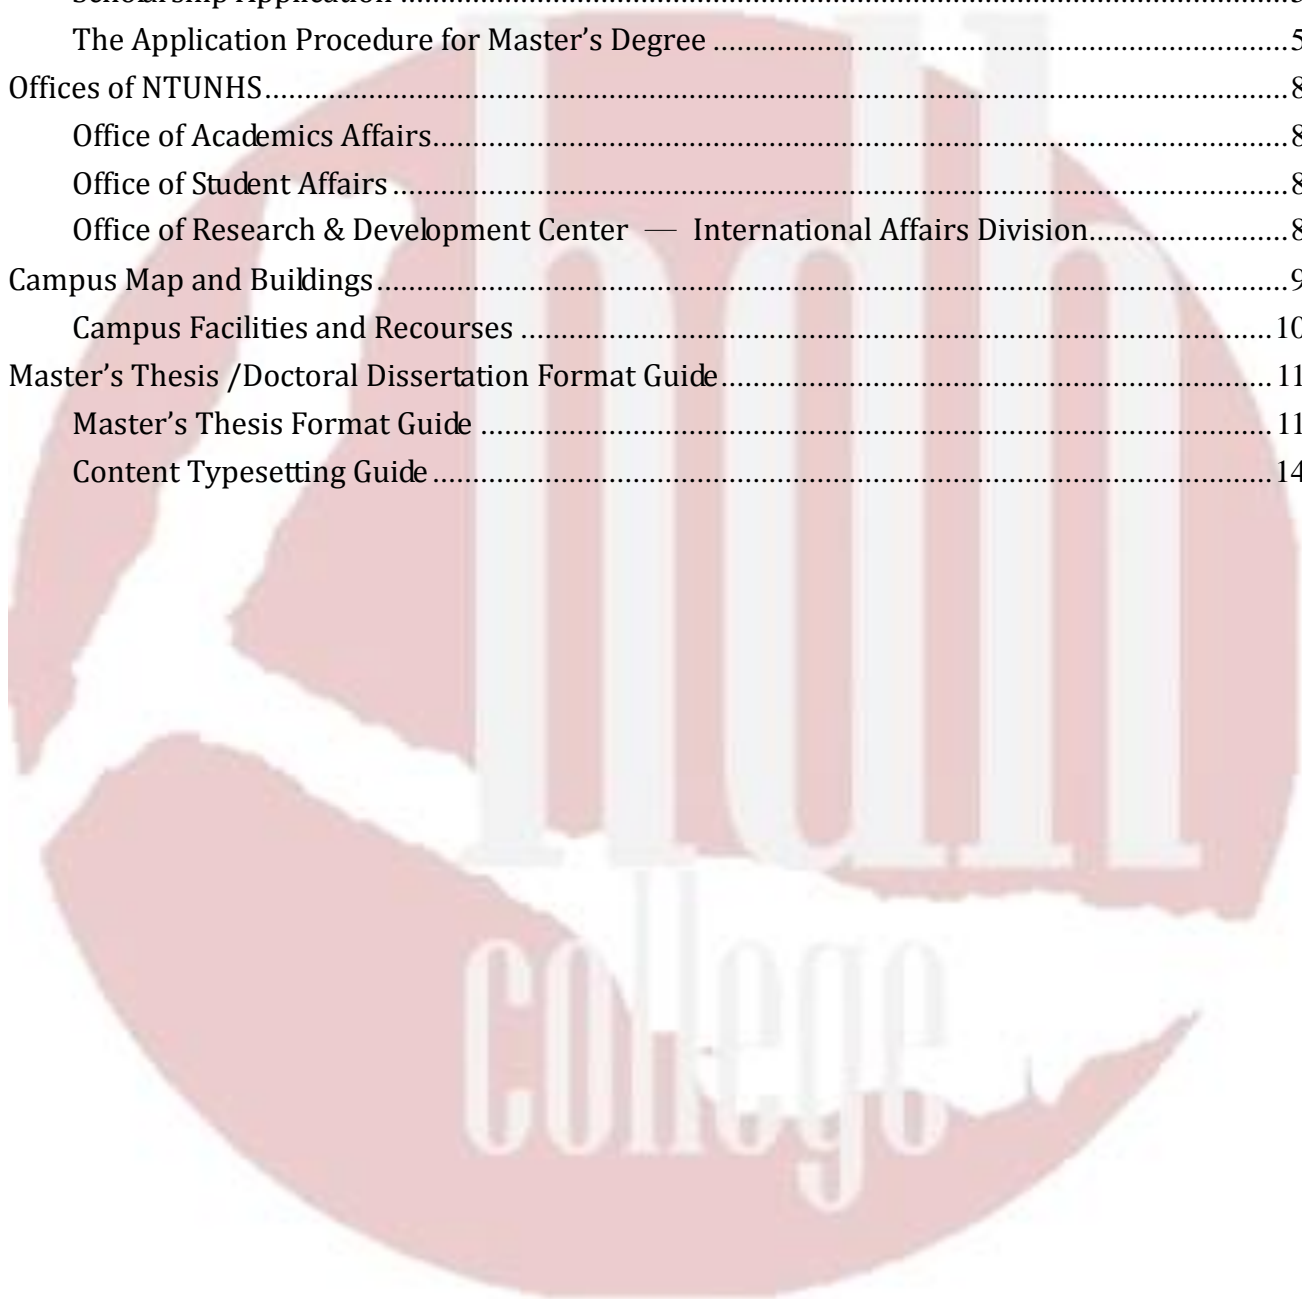 Scholarship Application
The Application Procedure for Master’s Degree ........ 5
Offices of NTUNHS ........ 8
Office of Academics Affairs ........ 8
Office of Student Affairs ........ 8
Office of Research & Development Center — International Affairs Division ........ 8
Campus Map and Buildings ........ 9
Campus Facilities and Recourses ........ 10
Master’s Thesis /Doctoral Dissertation Format Guide ........ 11
Master’s Thesis Format Guide ........ 11
Content Typesetting Guide ........ 14
hdh
college